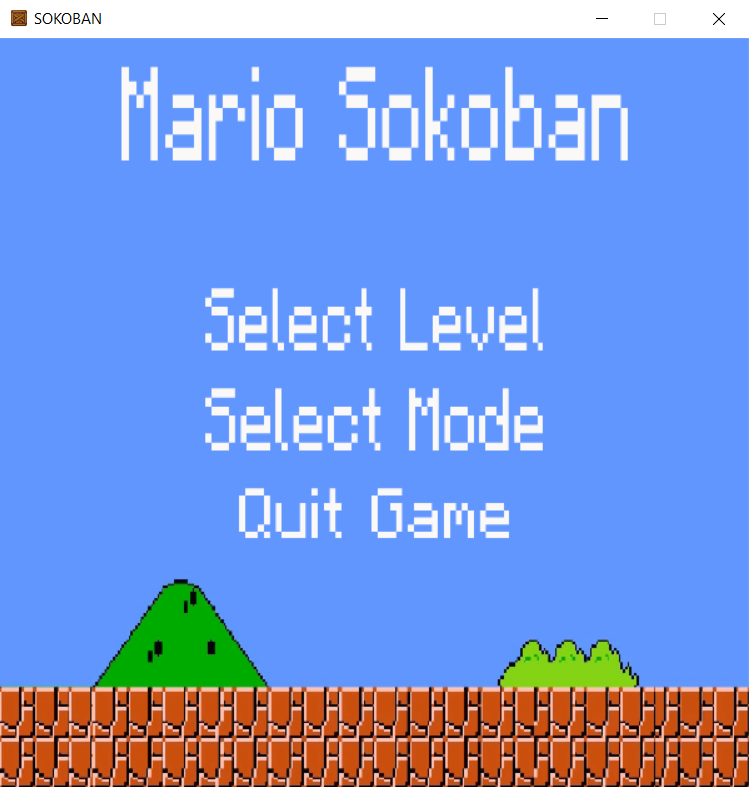 SOKOBAN
Mario Sokoban
Select Level
Select Mode
Quit Game